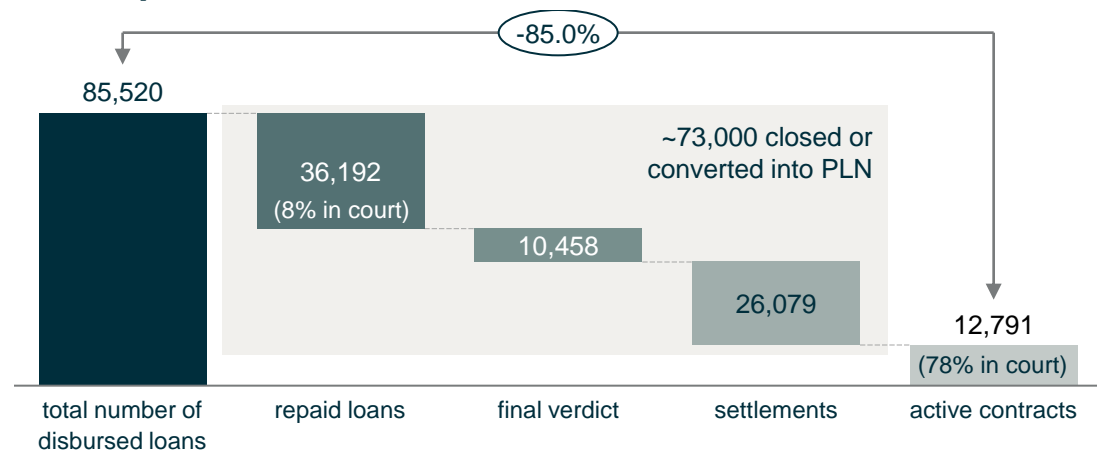 -85.0%
85,520
~73,000 closed or
converted into PLN
36,192
(8% in court)
10,458
26,079
12,791
(78% in court)
total number of
disbursed loans
repaid loans
final verdict
settlements
active contracts